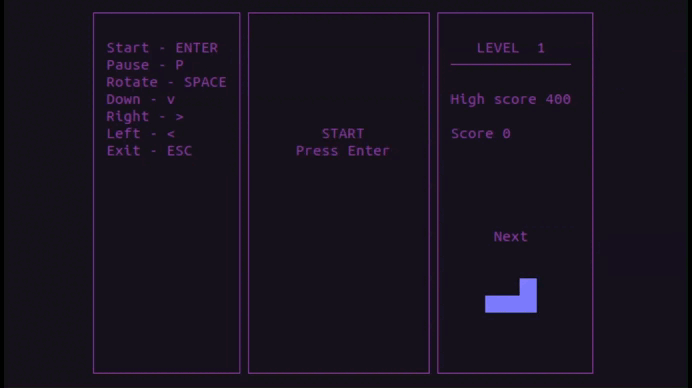 Start - ENTER
Pause - P
Rotate - SPACE
Down - v
Right - >
Left - <
Exit - ESC
START
Press Enter
LEVEL 1
High score 400
Score 0
Next